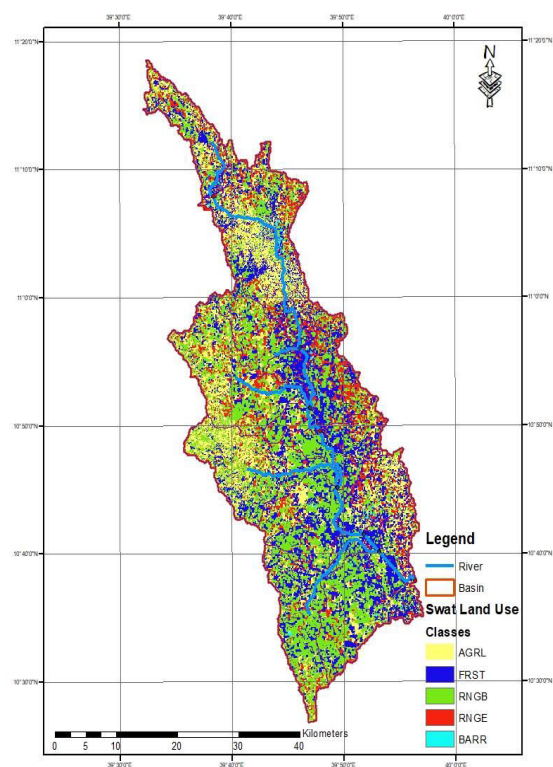 39°30'0"E 39°40'0"E 39°50'0"E 40°0'0"E
11°20'0"N 11°20'0"N
N
11°10'0"N 11°10'0"N
11°0'0"N 11°0'0"N
10°50'0"N 10°50'0"N
Legend
10°40'0"N 10°40'0"N
River
Basin
Swat Land Use
Classes
AGRL
FRST
RNGB
10°30'0"N 10°30'0"N
RNGE
Kilometers
BARR
0 5 10 20 30 40
39°30'0"E 39°40'0"E 39°50'0"E 40°0'0"E